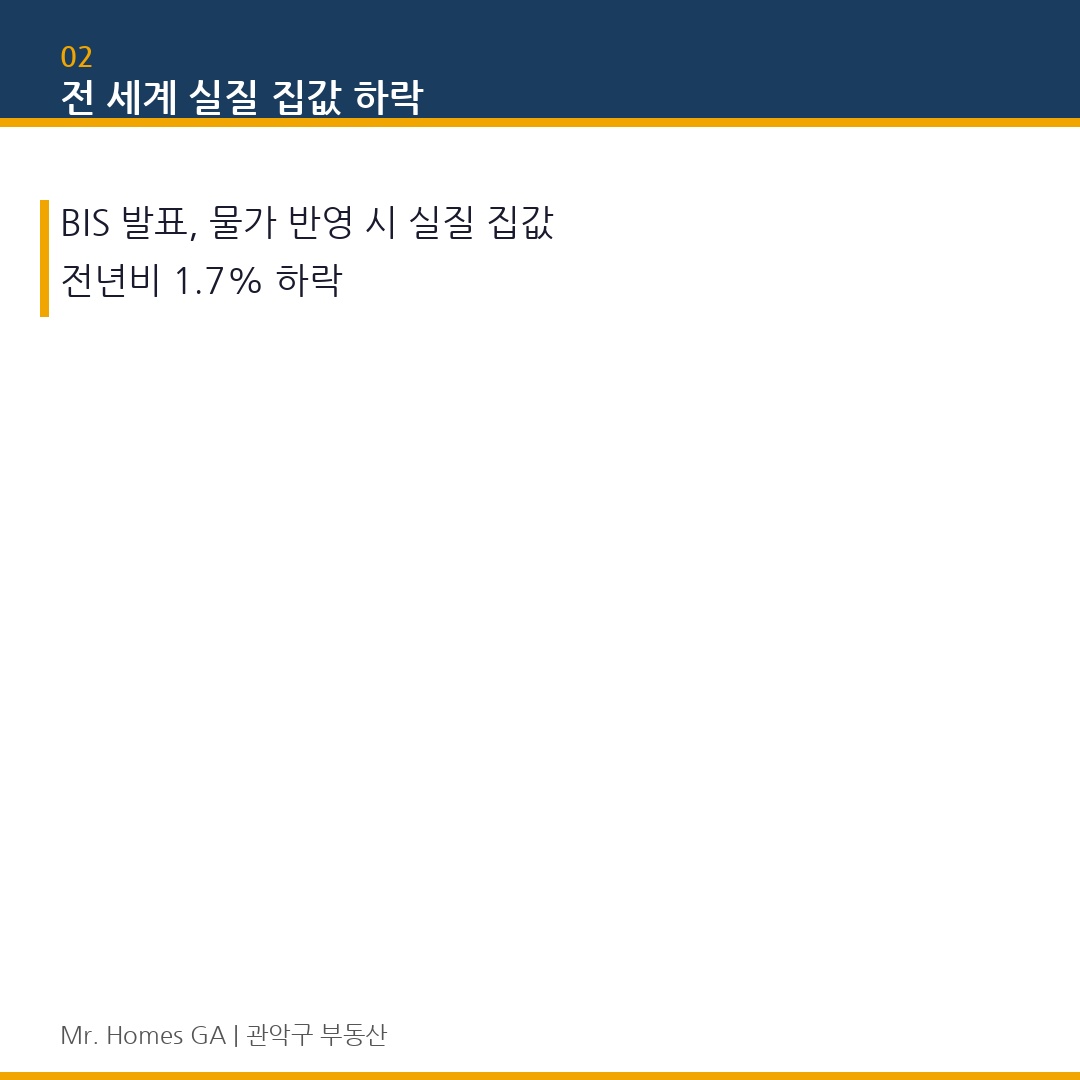 02
전 세계 실질 집값 하락
BIS 발표, 물가 반영 시 실질 집값
전년비 1.7% 하락
Mr. Homes GA | 관악구 부동산